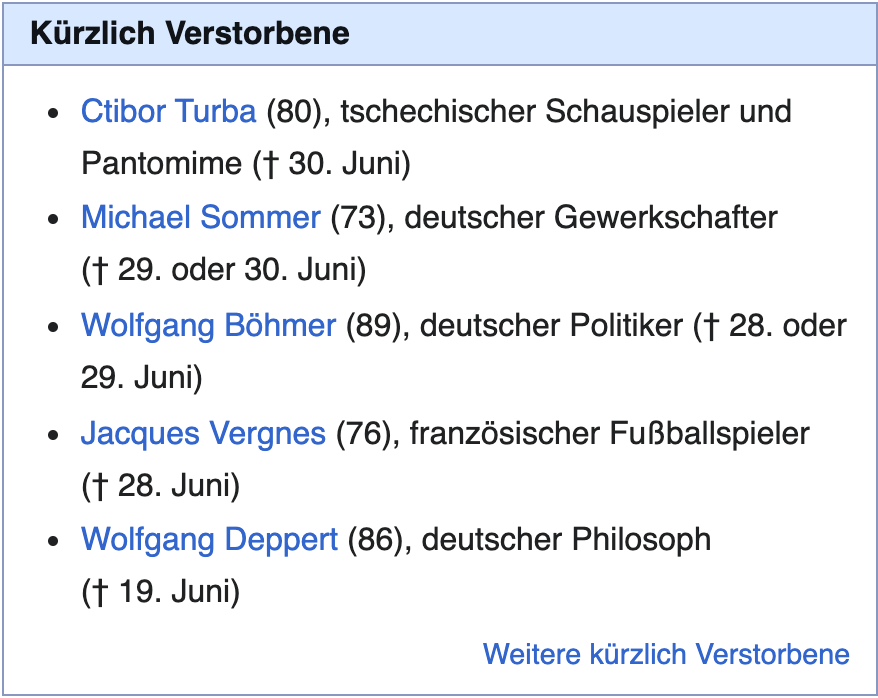 Kürzlich Verstorbene
• Ctibor Turba (80), tschechischer Schauspieler und
Pantomime († 30. Juni)
• Michael Sommer (73), deutscher Gewerkschafter
(† 29. oder 30. Juni)
• Wolfgang Böhmer (89), deutscher Politiker († 28. oder
29. Juni)
• Jacques Vergnes (76), französischer Fußballspieler
(† 28. Juni)
• Wolfgang Deppert (86), deutscher Philosoph
(† 19. Juni)
Weitere kürzlich Verstorbene